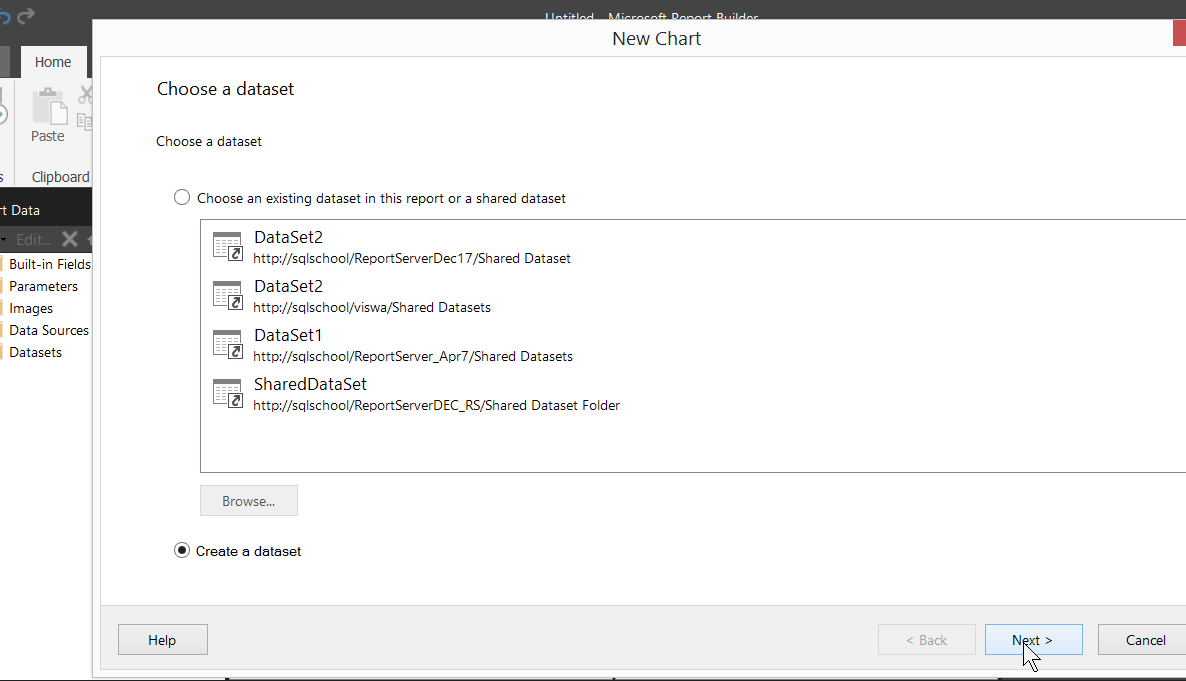 Untitled - Microsoft Report Builder
New Chart
Home
Choose a dataset
Paste
Choose a dataset
s
Clipboard
Choose an existing dataset in this report or a shared dataset
rt Data
Edit...
DataSet2
http://sqlschool/ReportServerDec17/Shared Dataset
Built-in Fields
Parameters
DataSet2
http://sqlschool/viswa/Shared Datasets
Images
Data Sources
DataSet1
http://sqlschool/ReportServer_Apr7/Shared Datasets
Datasets
SharedDataSet
http://sqlschool/ReportServerDEC_RS/Shared Dataset Folder
Browse...
Create a dataset
Help
< Back
Next >
Cancel